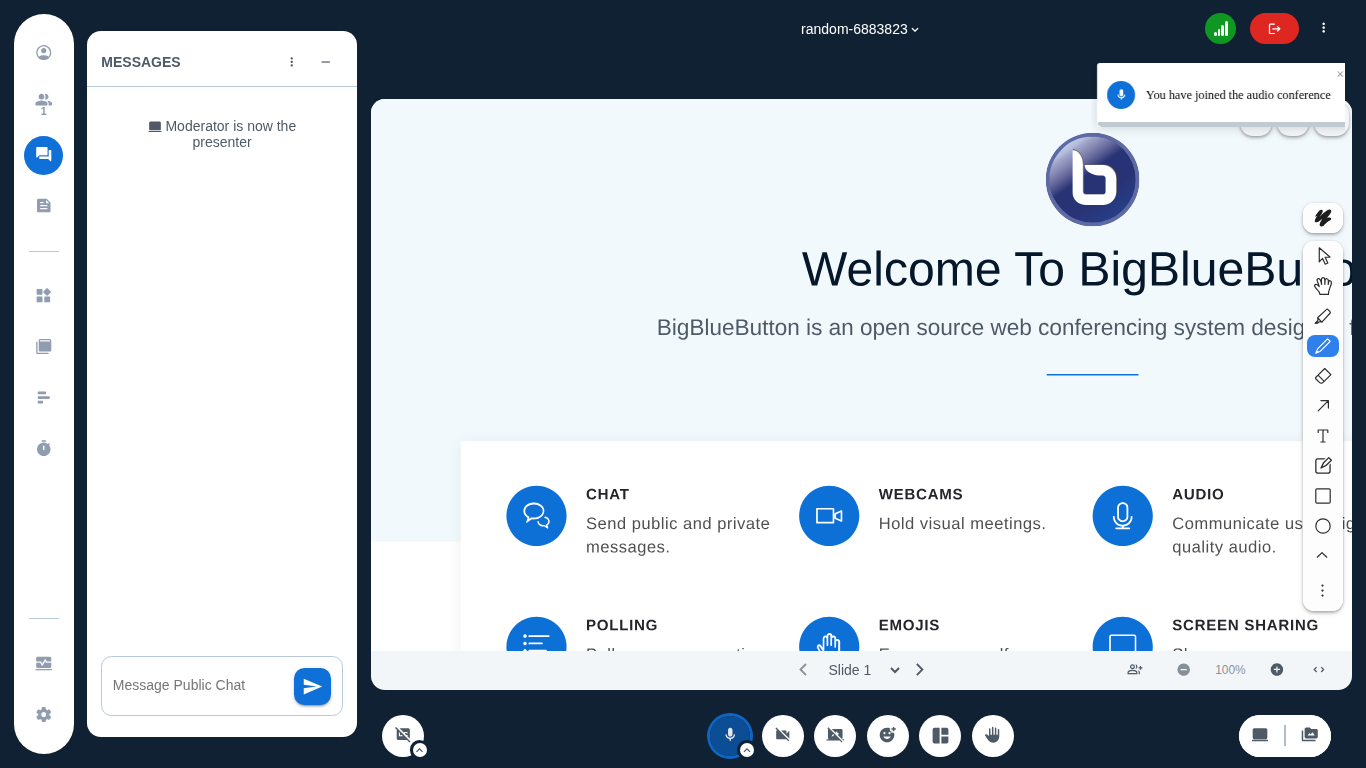 random-6883823
You have joined the audio conference
1
MESSAGES
Moderator is now the
presenter
Message Public Chat
Welcome To BigBlueBu
BigBlueButton is an open source web conferencing system
CHAT
Send public and private
messages.
WEBCAMS
Hold visual meetings.
AUDIO
Communicate
quality audio.
POLLING
EMOJIS
SCREEN SHARING
Slide 1
100%